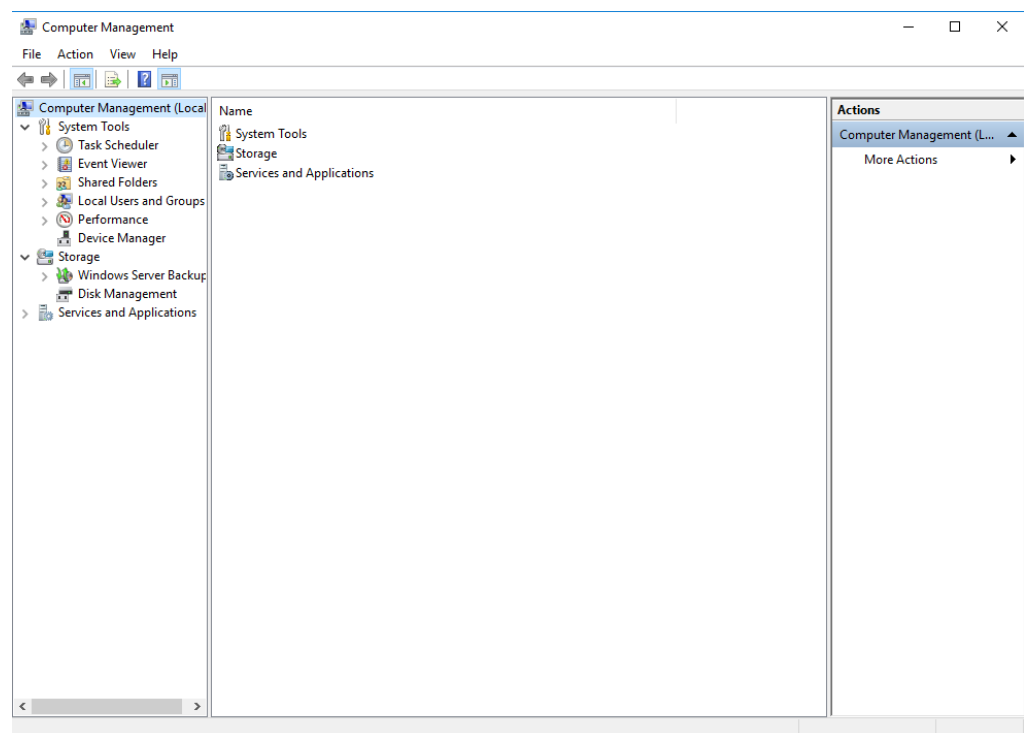 Computer Management
File Action View Help
Computer Management (Local
System Tools
Task Scheduler
Event Viewer
Shared Folders
Local Users and Groups
Performance
Device Manager
Storage
Windows Server Backup
Disk Management
Services and Applications
Name
System Tools
Storage
Services and Applications
Actions
Computer Management (L...
More Actions